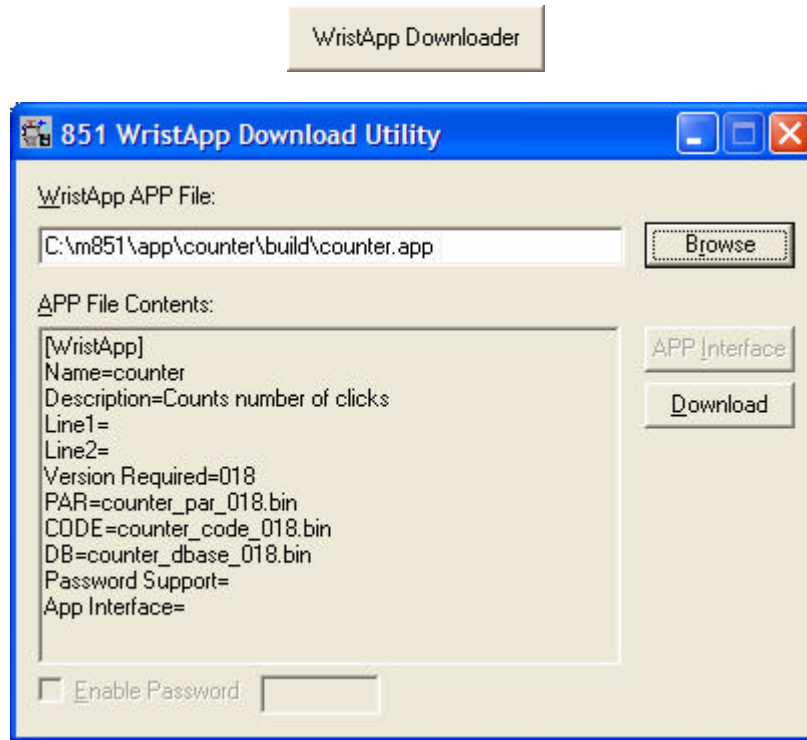 WristApp Downloader
851 WristApp Download Utility
WristApp APP File:
C:\m851\app\counter\build\counter.app
Browse
APP File Contents:
[WristApp]
Name=counter
Description=Counts number of clicks
Line1=
Line2=
Version Required=018
PAR=counter_par_018.bin
CODE=counter_code_018.bin
DB=counter_dbase_018.bin
Password Support=
App Interface=
APP Interface
Download
Enable Password